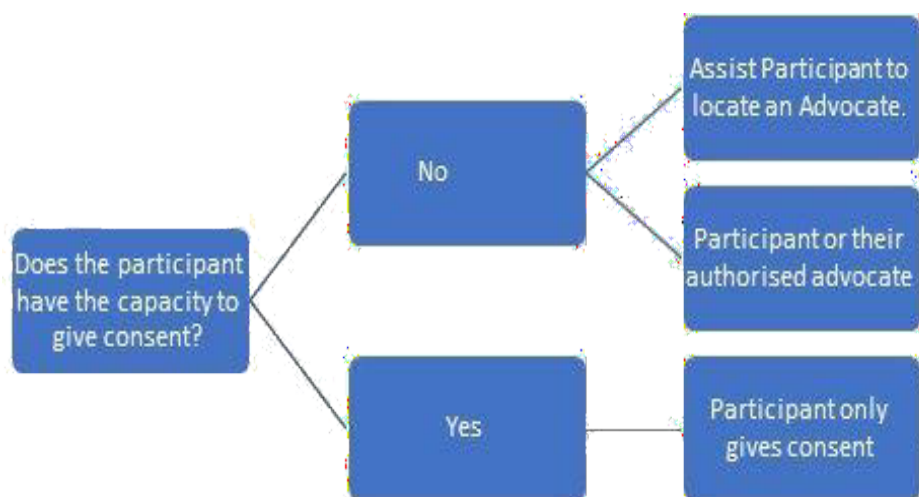 Does the participant
have the capacity to
give consent?
No
Yes
Assist Participant to
locate an Advocate.
Participant or their
authorised advocate
Participant only
gives consent